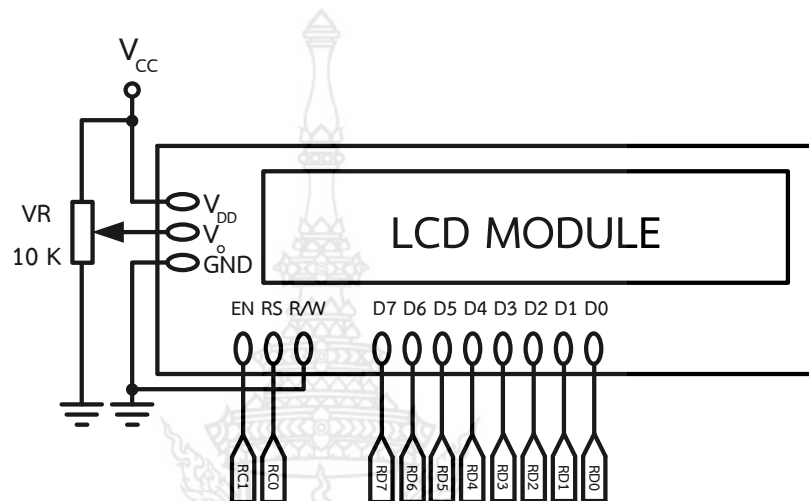 VCC
VR
10 K
VDD
Vo
GND
LCD MODULE
EN RS R/W D7 D6 D5 D4 D3 D2 D1 D0
RC1 RC0 RD7 RD6 RD5 RD4 RD3 RD2 RD1 RD0